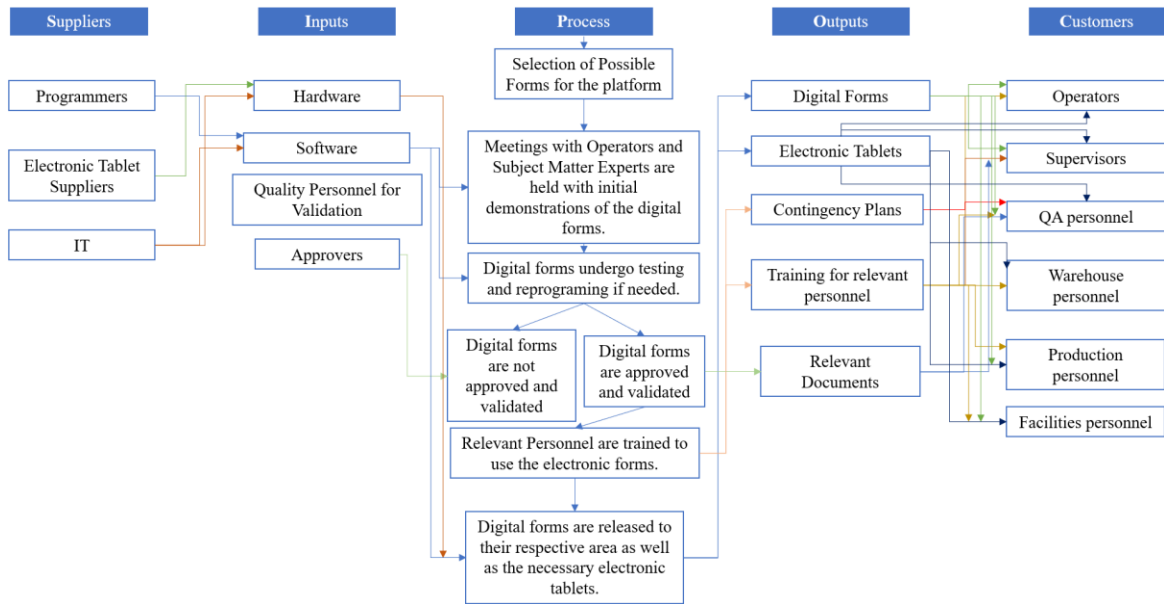 Suppliers
Inputs
Process
Outputs
Customers
Programmers
Electronic Tablet
Suppliers
IT
Hardware
Software
Quality Personnel for
Validation
Approvers
Selection of Possible
Forms for the platform
Meetings with Operators and
Subject Matter Experts are
held with initial
demonstrations of the digital
forms.
Digital forms undergo testing
and reprograming if needed.
Digital forms
are not
approved and
validated
Digital forms
are approved
and validated
Relevant Personnel are trained to
use the electronic forms.
Digital forms are released to
their respective area as well
as the necessary electronic
tablets.
Digital Forms
Electronic Tablets
Contingency Plans
Training for relevant
personnel
Relevant
Documents
Operators
Supervisors
QA personnel
Warehouse
personnel
Production
personnel
Facilities personnel